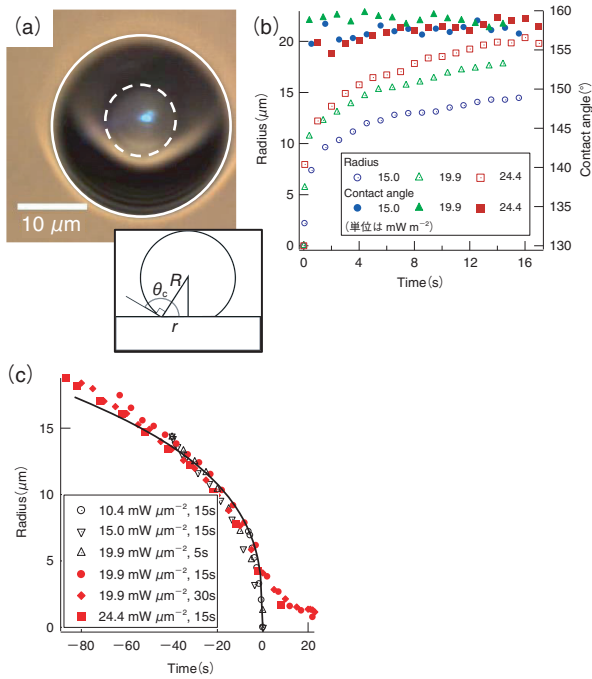 (a)
10 μm
R
θc
r
(b)
Radius(μm)
20
15
10
5
0
160
155
150
145
140
135
130
Contact angle(°)
Radius
15.0 19.9 24.4
Contact angle
15.0 19.9 24.4
(単位は mW m−2)
0 4 8 12 16
Time(s)
(c)
Radius(μm)
15
10
5
0
10.4 mW μm−2, 15s
15.0 mW μm−2, 15s
19.9 mW μm−2, 5s
19.9 mW μm−2, 15s
19.9 mW μm−2, 30s
24.4 mW μm−2, 15s
−80 −60 −40 −20 0 20
Time(s)